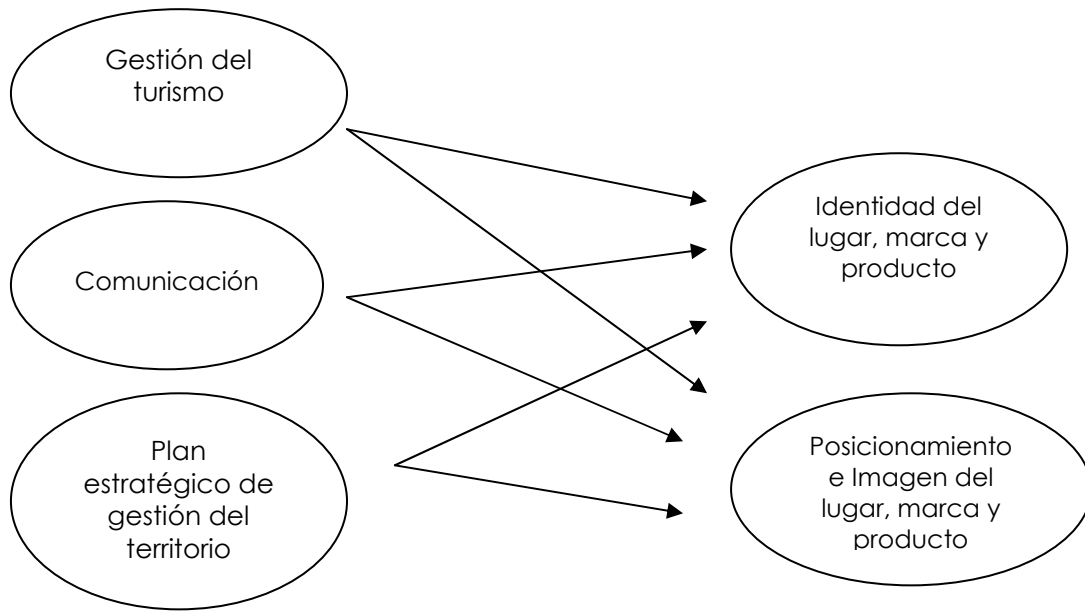 Gestión del
turismo
Comunicación
Plan
estratégico de
gestión del
territorio
Identidad del
lugar, marca y
producto
Posicionamiento
e Imagen del
lugar, marca y
producto